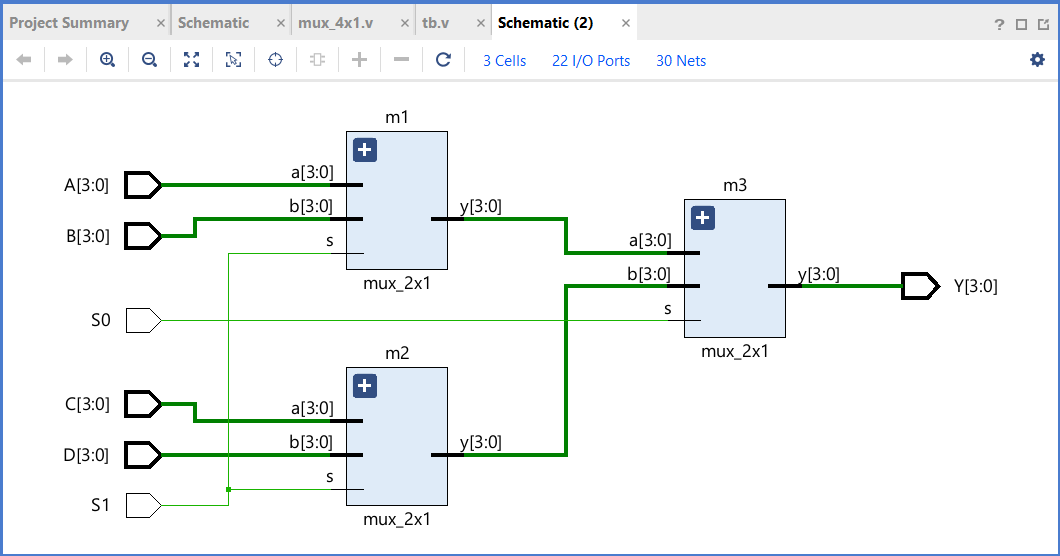 Project Summary × Schematic × mux_4x1.v × tb.v × Schematic (2) × ?
3 Cells 22 I/O Ports 30 Nets
m1
A[3:0] a[3:0]
B[3:0] b[3:0] y[3:0]
s
mux_2x1
m3
a[3:0]
b[3:0] y[3:0] Y[3:0]
S0 s
mux_2x1
m2
C[3:0] a[3:0]
D[3:0] b[3:0] y[3:0]
S1 s
mux_2x1